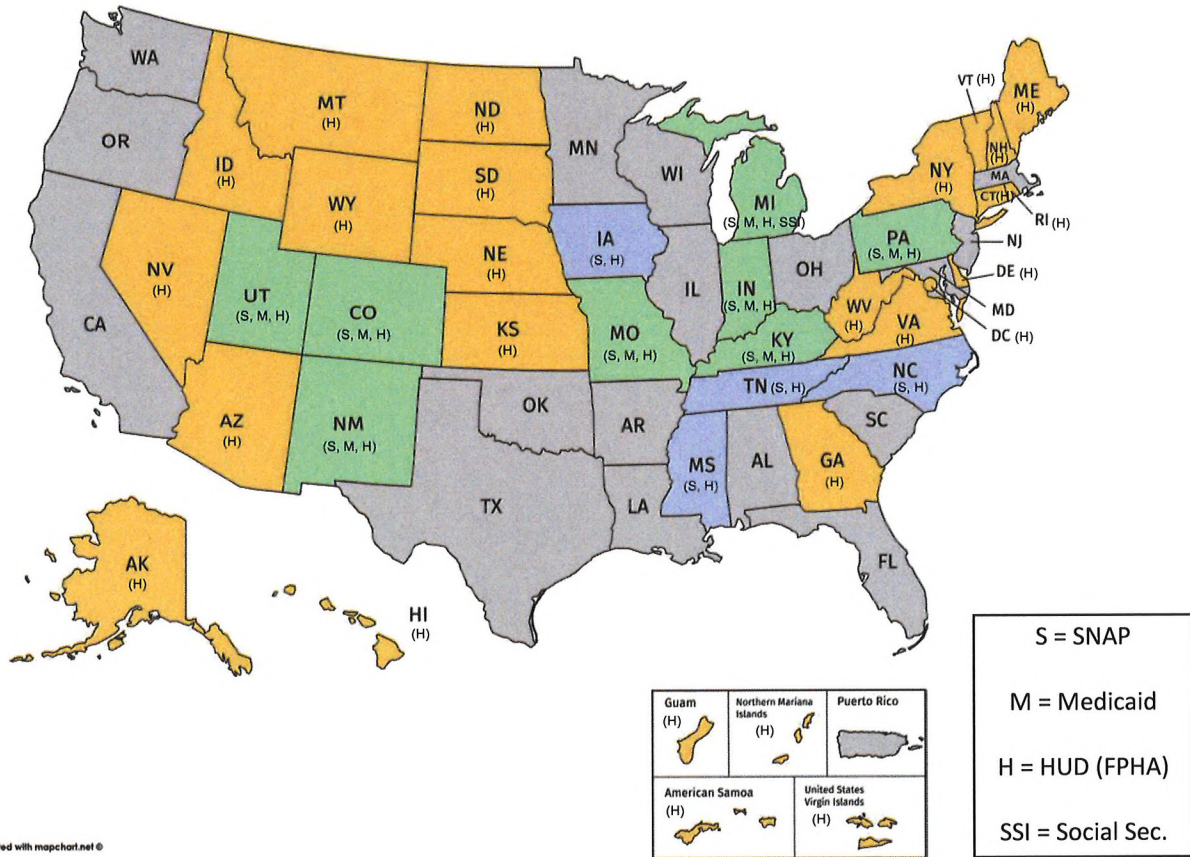 WA
OR
CA
NV
(H)
ID
(H)
MT
(H)
WY
(H)
UT
(S, M, H)
CO
(S, M, H)
AZ
(H)
NM
(S, M, H)
ND
(H)
SD
(H)
NE
(H)
KS
(H)
OK
TX
MN
IA
(S, H)
MO
(S, M, H)
AR
LA
WI
IL
MI
(S, M, H, SSI)
IN
(S, M, H)
OH
KY
(S, M, H)
TN (S, H)
MS
(S, H)
AL
GA
(H)
FL
SC
NC
(S, H)
VA
(H)
WV
(H)
PA
(S, M, H)
NY
(H)
VT (H)
NH
(H)
ME
(H)
MA
CT(H)
RI (H)
NJ
DE (H)
MD
DC (H)
AK
(H)
HI
(H)
Guam
(H)
Northern Mariana
Islands
(H)
Puerto Rico
American Samoa
(H)
United States
Virgin Islands
(H)
S = SNAP
M = Medicaid
H = HUD (FPHA)
SSI = Social Sec.
ed with mapchart.net ©